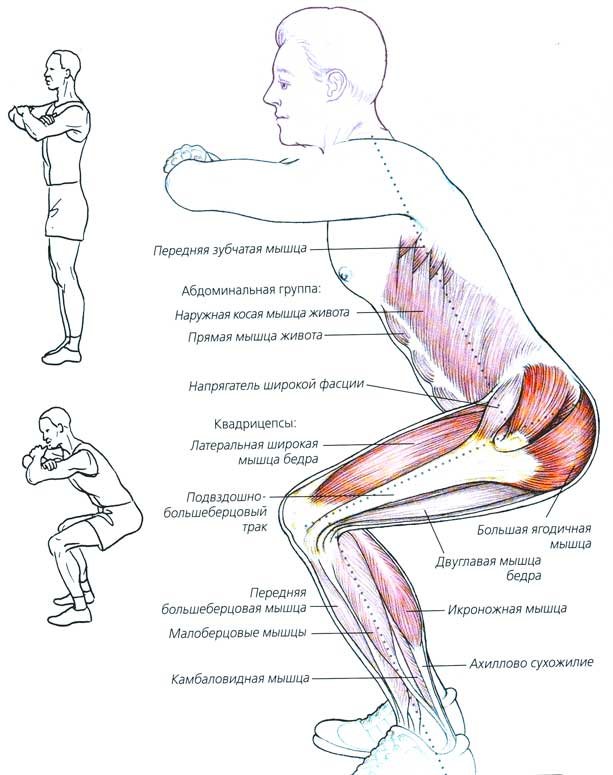 Передняя зубчатая мышца
Абдоминальная группа:
Наружная косая мышца живота
Прямая мышца живота
Напрягатель широкой фасции
Квадрицепсы:
Латеральная широкая
мышца бедра
Подвздошно-
большеберцовый
трак
Большая ягодичная
мышца
Двуглавая мышца
бедра
Передняя
большеберцовая мышца
Икроножная мышца
Малоберцовые мышцы
Ахиллово сухожилие
Камбаловидная мышца